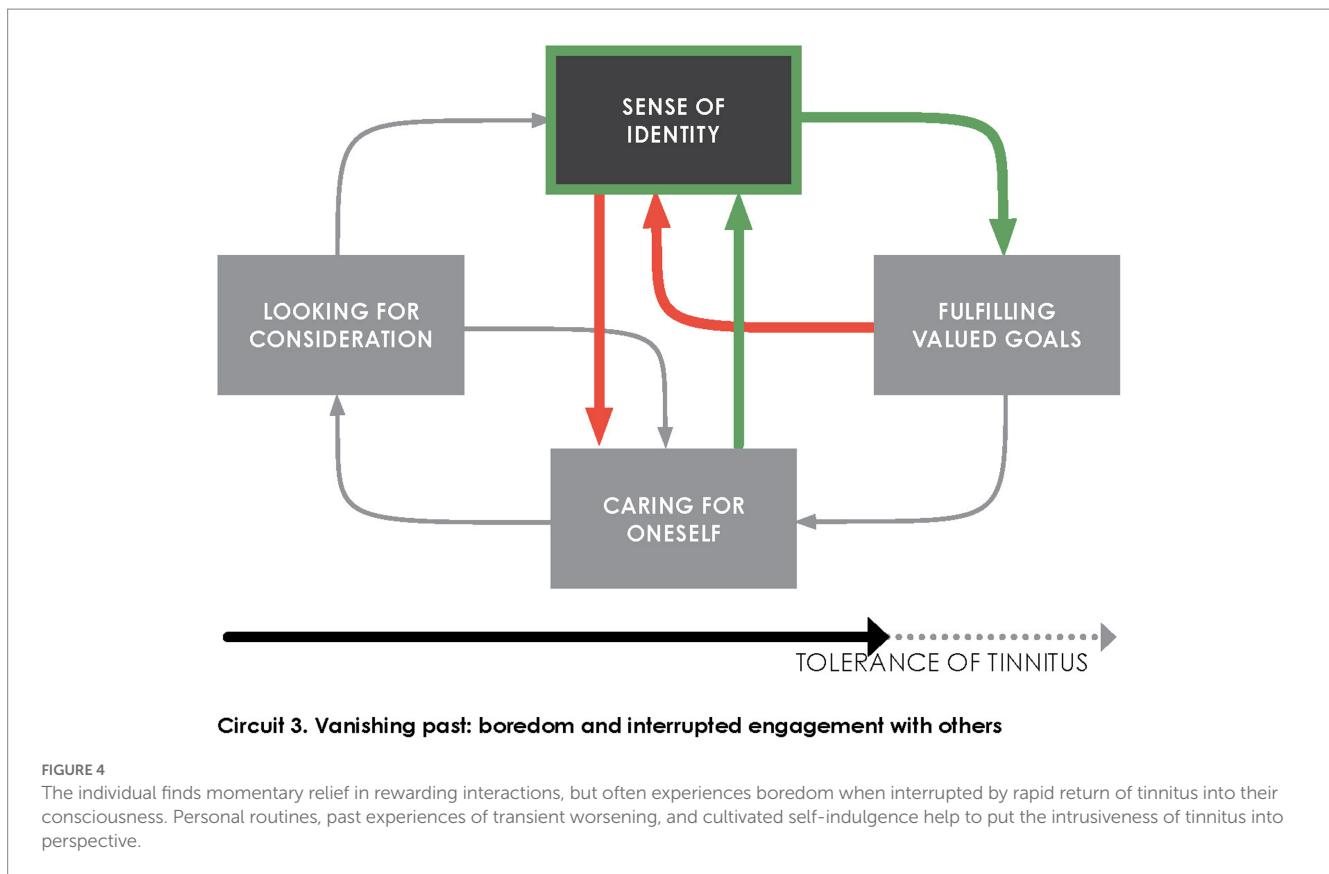 SENSE OF
IDENTITY
LOOKING FOR
CONSIDERATION
FULFILLING
VALUED GOALS
CARING FOR
ONESELF
TOLERANCE OF TINNITUS
Circuit 3. Vanishing past: boredom and interrupted engagement with others
FIGURE 4
The individual finds momentary relief in rewarding interactions, but often experiences boredom when interrupted by rapid return of tinnitus into their
consciousness. Personal routines, past experiences of transient worsening, and cultivated self-indulgence help to put the intrusiveness of tinnitus into
perspective.